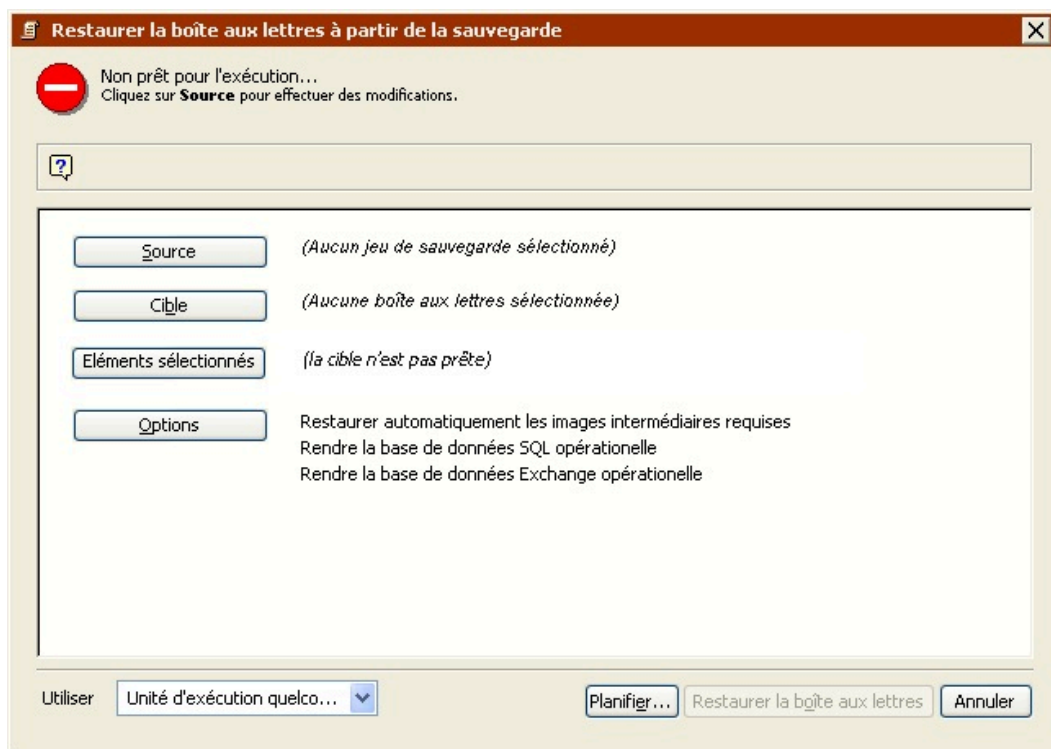 Restaurer la boîte aux lettres à partir de la sauvegarde
Non prêt pour l'exécution...
Cliquez sur Source pour effectuer des modifications.
Source (Aucun jeu de sauvegarde sélectionné)
Cible (Aucune boîte aux lettres sélectionnée)
Eléments sélectionnés (la cible n'est pas prête)
Options Restaurer automatiquement les images intermédiaires requises
Rendre la base de données SQL opérationelle
Rendre la base de données Exchange opérationelle
Utiliser Unité d'exécution quelco... Planifier... Restaurer la boîte aux lettres Annuler